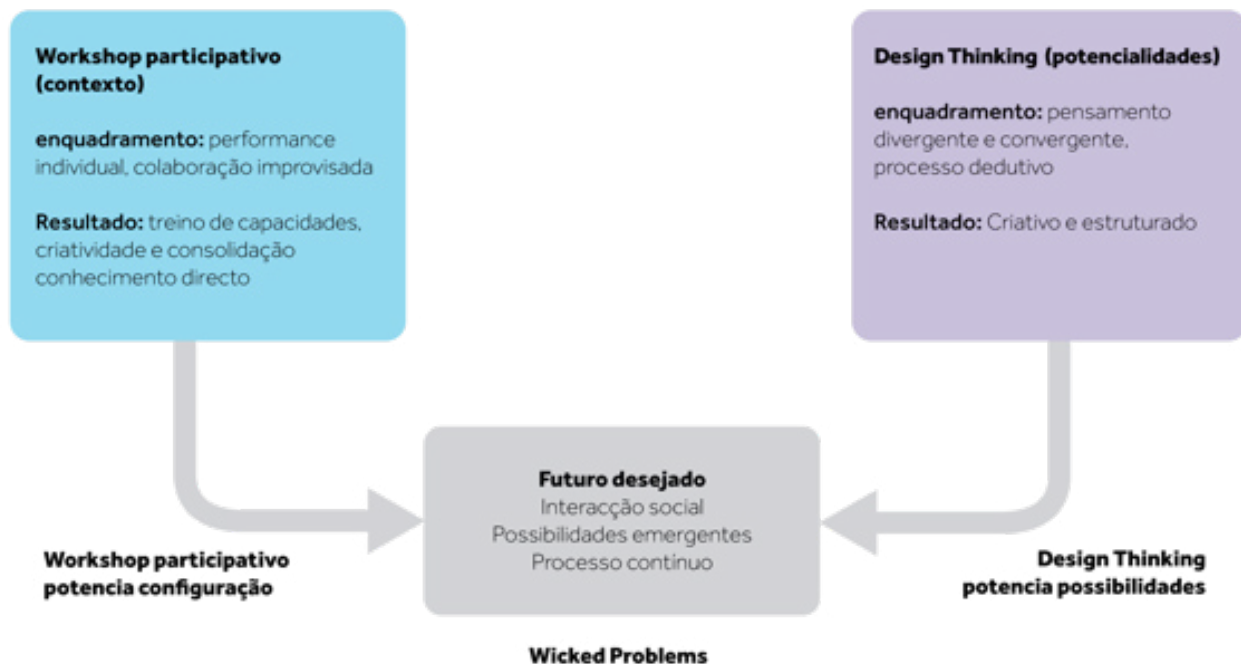 Workshop participativo
(contexto)
enquadramento: performance
individual, colaboração improvisada
Resultado: treino de capacidades,
criatividade e consolidação
conhecimento directo
Design Thinking (potencialidades)
enquadramento: pensamento
divergente e convergente,
processo dedutivo
Resultado: Criativo e estruturado
Futuro desejado
Interacção social
Possibilidades emergentes
Processo contínuo
Workshop participativo
potencia configuração
Design Thinking
potencia possibilidades
Wicked Problems